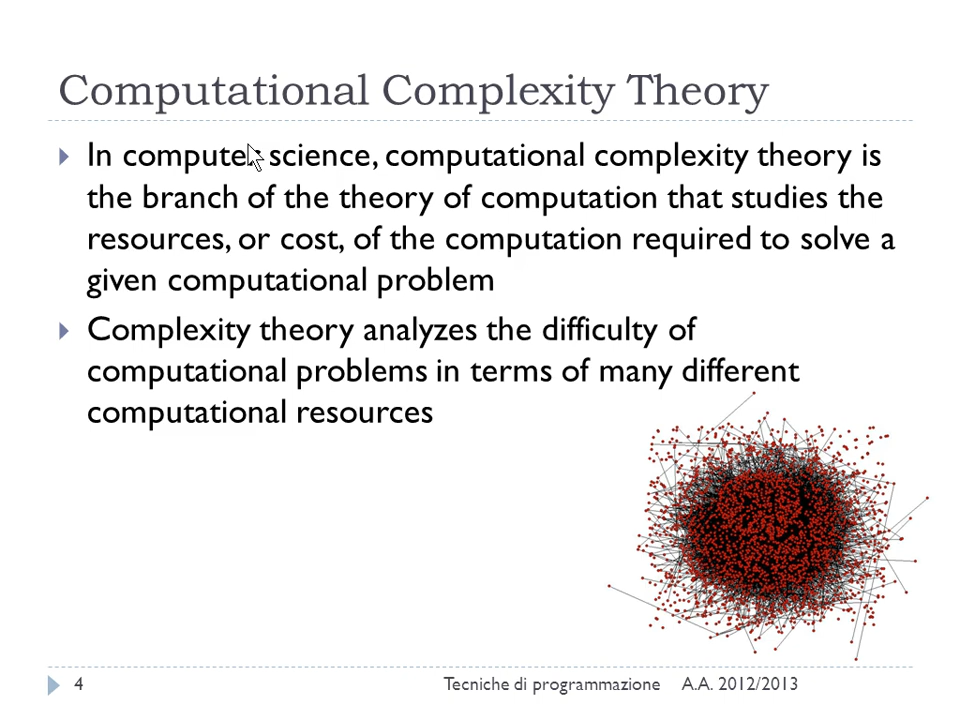 Computational Complexity Theory
In computer science, computational complexity theory is
the branch of the theory of computation that studies the
resources, or cost, of the computation required to solve a
given computational problem
Complexity theory analyzes the difficulty of
computational problems in terms of many different
computational resources
4 Tecniche di programmazione A.A. 2012/2013